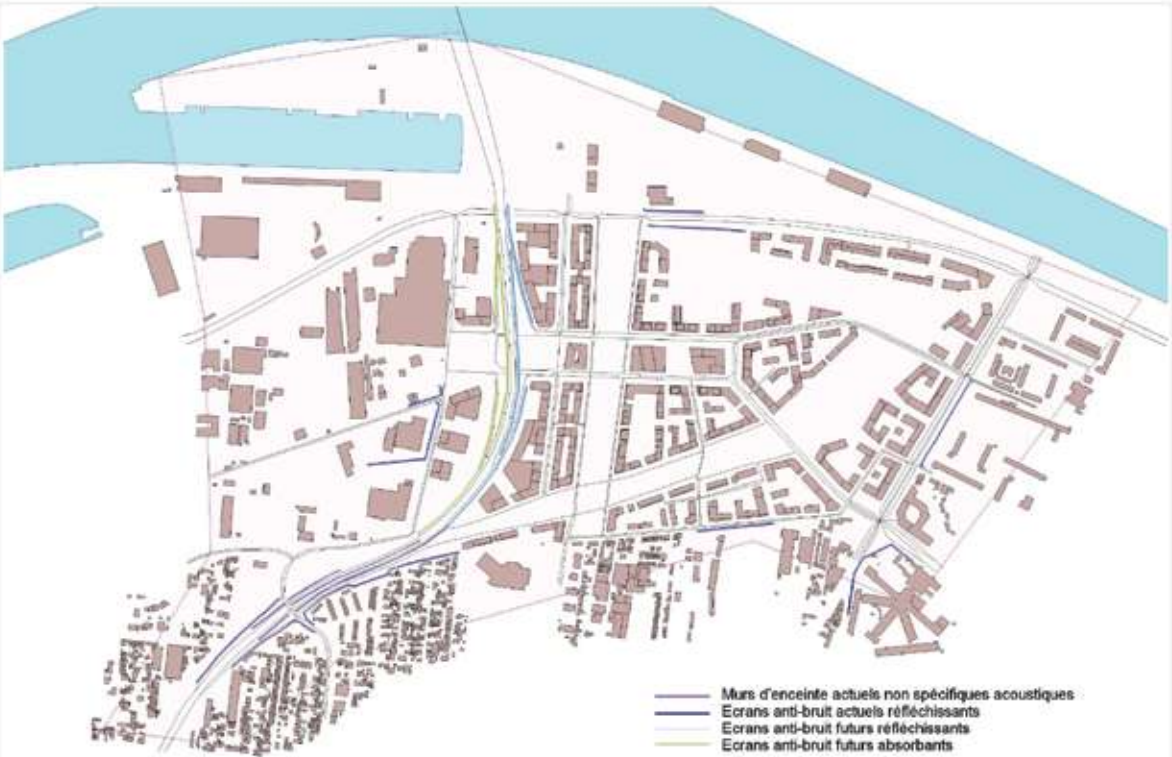 Murs d'enceinte actuels non spécifiques acoustiques
Ecrans anti-bruit actuels réfléchissants
Ecrans anti-bruit futurs réfléchissants
Ecrans anti-bruit futurs absorbants